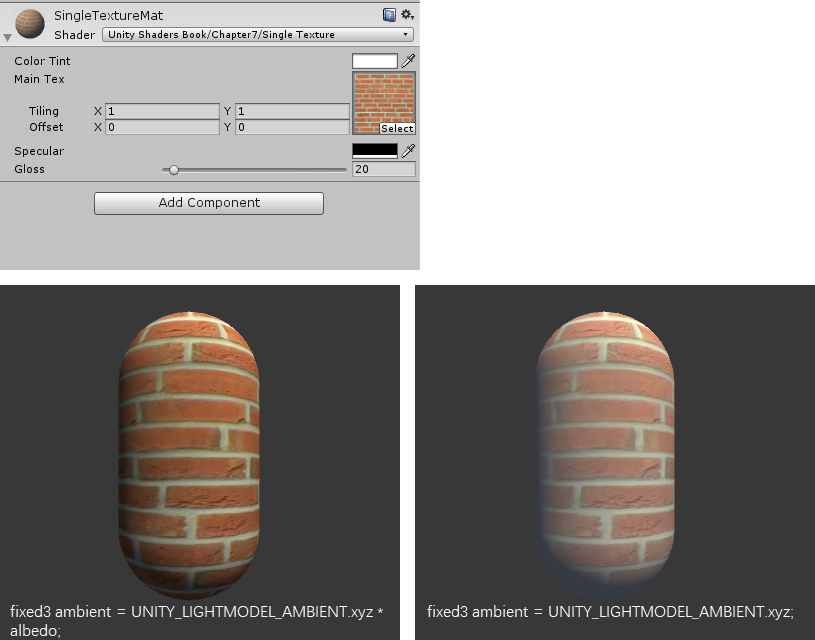 SingleTextureMat
Shader Unity Shaders Book/Chapter7/Single Texture
Color Tint
Main Tex
Tiling X 1 Y 1
Offset X 0 Y 0
Select
Specular
Gloss 20
Add Component
fixed3 ambient = UNITY_LIGHTMODEL_AMBIENT.xyz *
albedo;
fixed3 ambient = UNITY_LIGHTMODEL_AMBIENT.xyz;